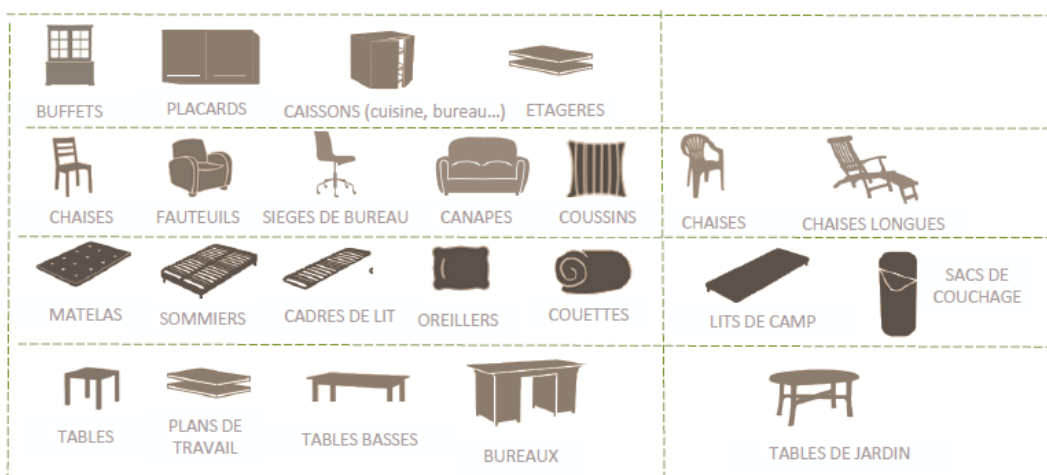 BUFFETS
PLACARDS
CAISSONS (cuisine, bureau...)
ETAGERES
CHAISES
FAUTEUILS
SIEGES DE BUREAU
CANAPES
COUSSINS
CHAISES
CHAISES LONGUES
MATELAS
SOMMIERS
CADRES DE LIT
OREILLERS
COUETTES
LITS DE CAMP
SACS DE
COUCHAGE
TABLES
PLANS DE
TRAVAIL
TABLES BASSES
BUREAUX
TABLES DE JARDIN